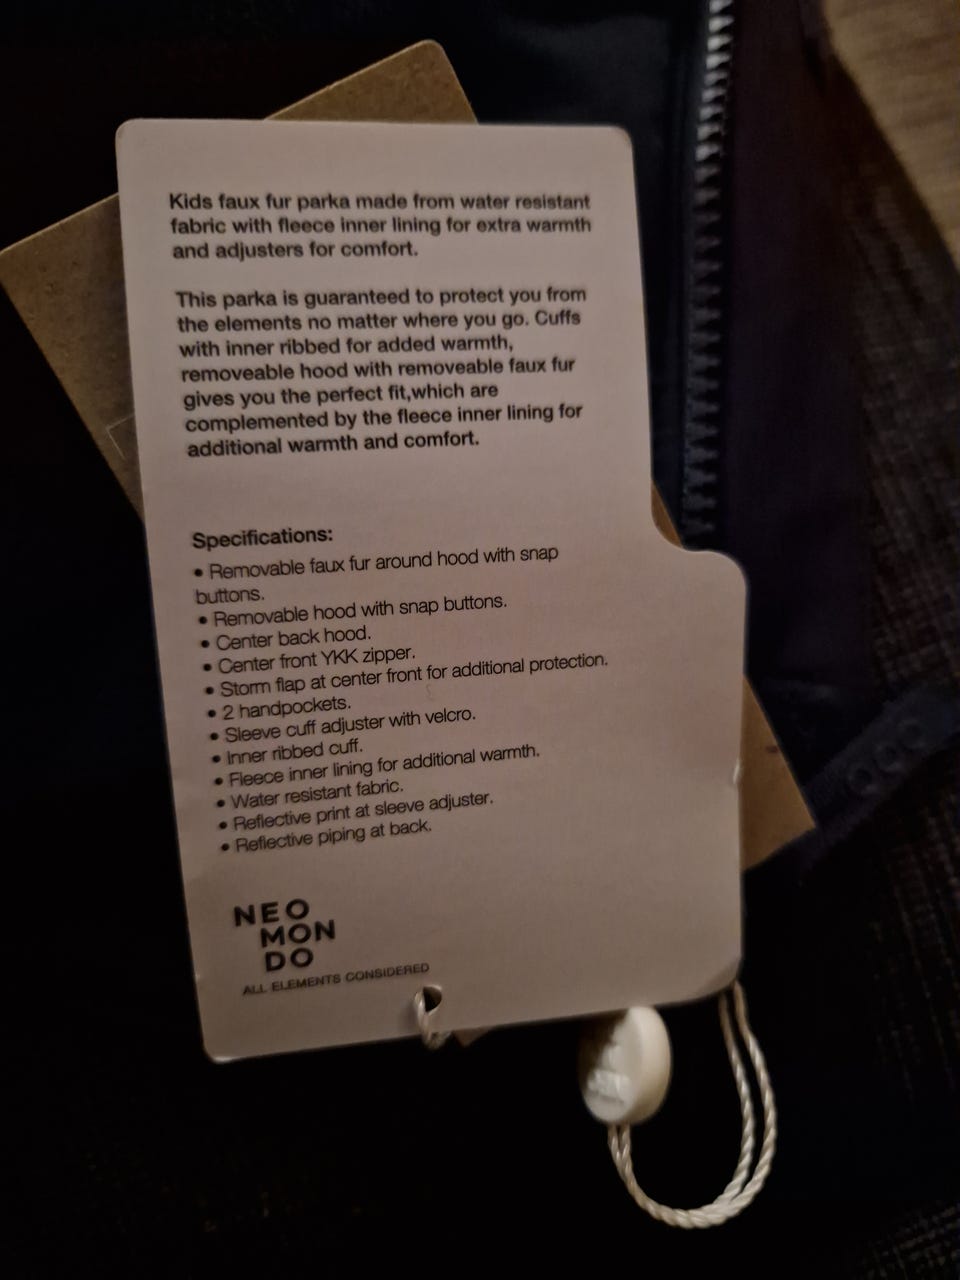 Kids faux fur parka made from water resistant
fabric with fleece inner lining for extra warmth
and adjusters for comfort.
This parka is guaranteed to protect you from
the elements no matter where you go. Cuffs
with inner ribbed for added warmth,
removeable hood with removeable faux fur
gives you the perfect fit,which are
complemented by the fleece inner lining for
additional warmth and comfort.
Specifications:
• Removable faux fur around hood with snap
buttons.
• Removable hood with snap buttons.
• Center back hood.
• Center front YKK zipper.
• Storm flap at center front for additional protection.
• 2 handpockets.
• Sleeve cuff adjuster with velcro.
• Inner ribbed cuff.
• Fleece inner lining for additional warmth.
• Water resistant fabric.
• Reflective print at sleeve adjuster.
• Reflective piping at back.
NEO
MON
DO
ALL ELEMENTS CONSIDERED